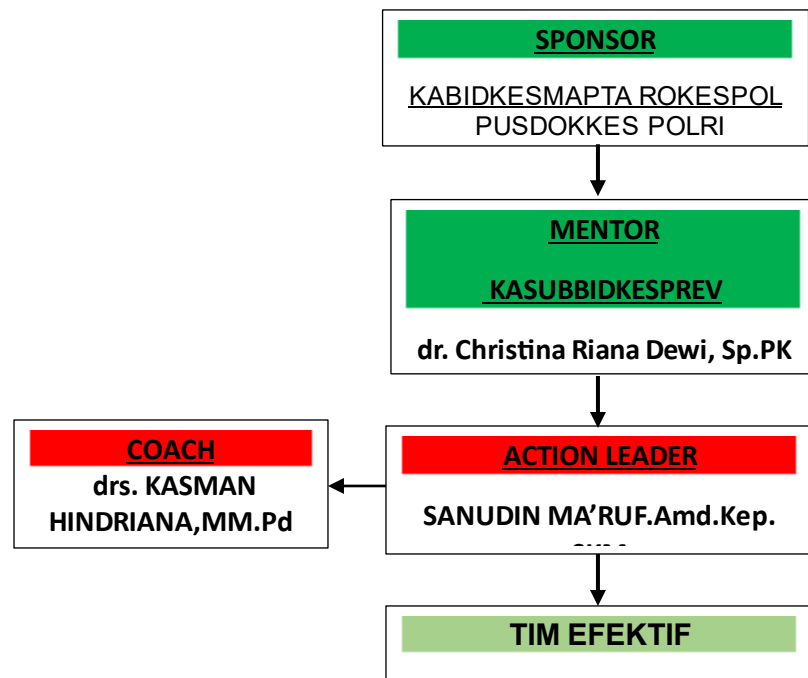 SPONSOR
KABIDKESMAPTA ROKESPOL
PUSDOKKES POLRI
MENTOR
KASUBBIDKESPREV
dr. Christina Riana Dewi, Sp.PK
COACH
drs. KASMAN
HINDRIANA,MM.Pd
ACTION LEADER
SANUDIN MA’RUF.Amd.Kep.
TIM EFEKTIF